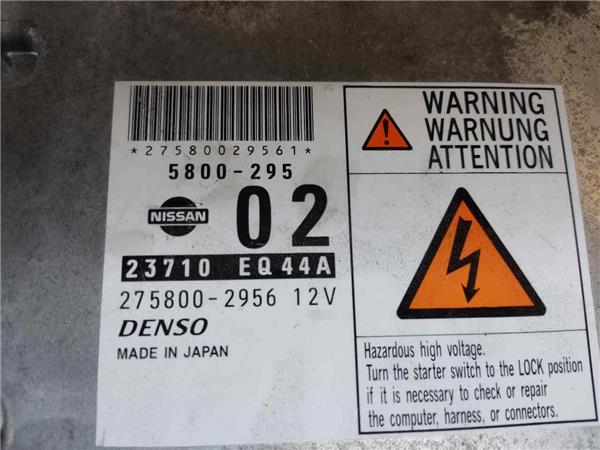 *27580029561*
5800-295
NISSAN 02
23710 EQ44A
275800-2956 12V
DENSO
MADE IN JAPAN
WARNING
WARNUNG
ATTENTION
Hazardous high voltage.
Turn the starter switch to the LOCK position
if it is necessary to check or repair
the computer, harness, or connectors.